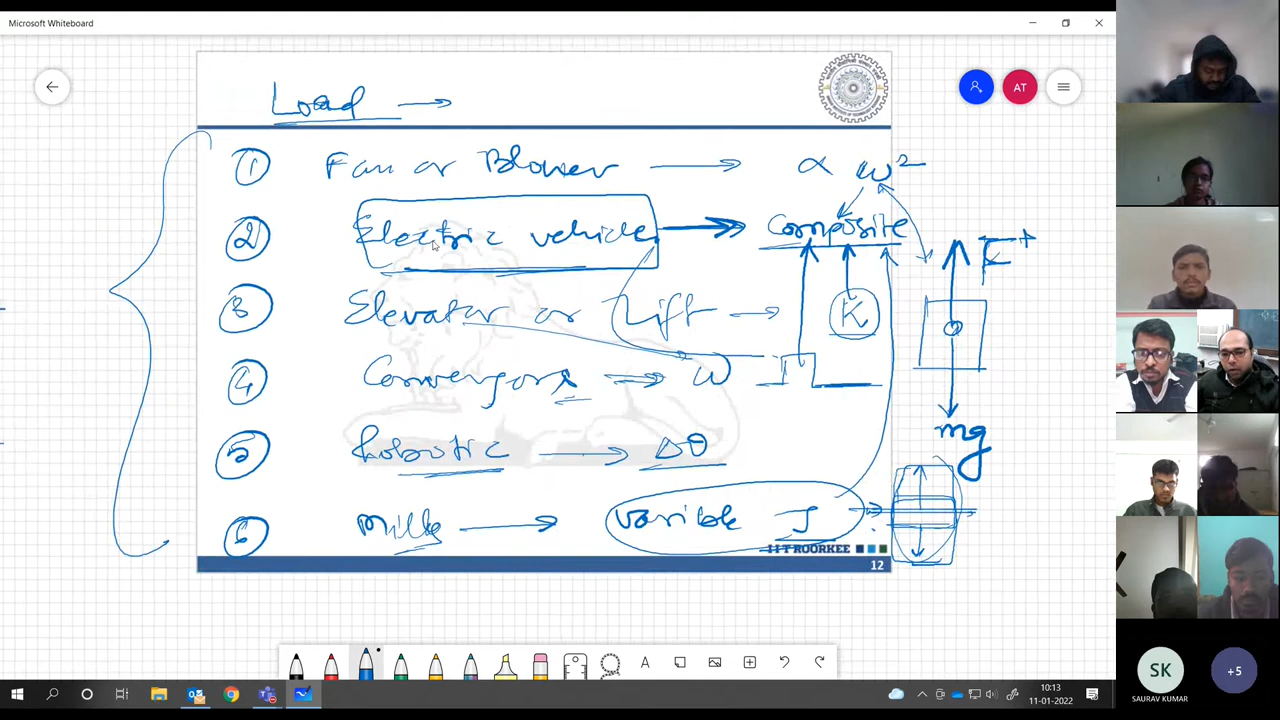 Microsoft Whiteboard
AT
Load →
① Fan or Blower → ∝ ω²
② Electric vehicle → Composite
F↑
③ Elevator or Lift → K
④ Conveyors → ω
mg
⑤ Robotic → Δθ
⑥ Mills → varible J
IIT ROORKEE
12
A
SK
+5
SAURAV KUMAR
10:13
11-01-2022